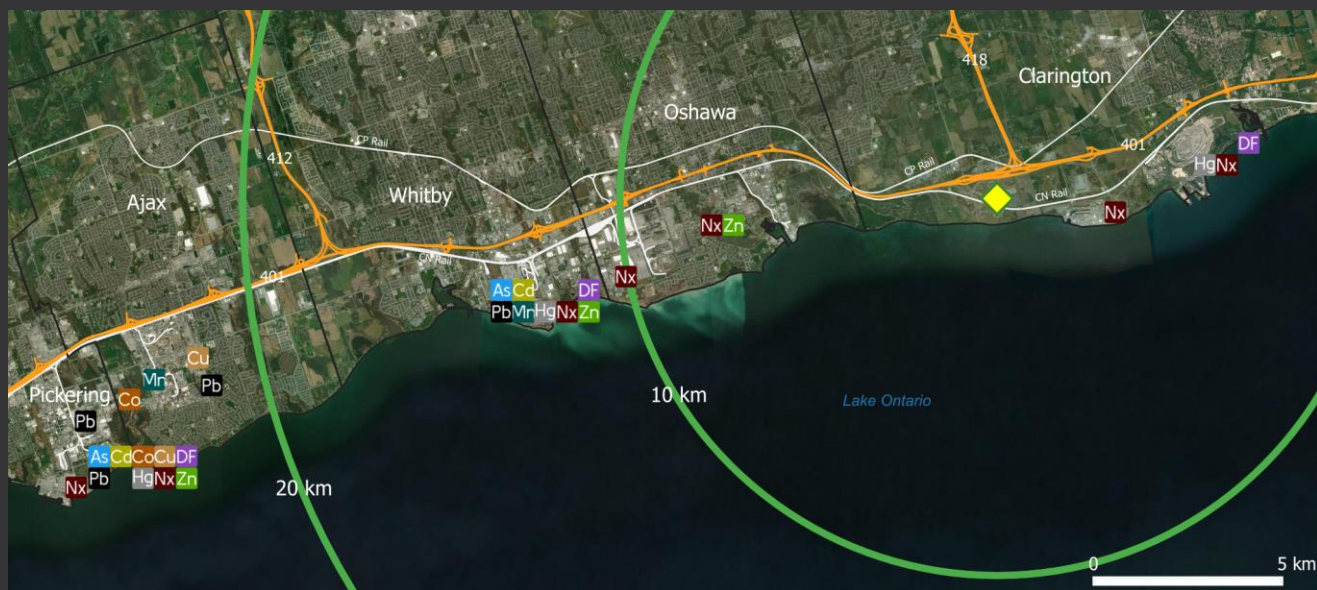 418
Clarington
Oshawa
CP Rail
401
DF
412
CP Rail
Hg Nx
Whitby
CN Rail
Ajax
Nx
Nx Zn
CN Rail
401
Nx
As Cd DF
Pb Mn Hg Nx Zn
Cu
Mn
Pb
Pickering
Co
10 km
Lake Ontario
Pb
As Cd Co Cu DF
Pb Hg Nx Zn
Nx
20 km
0 5 km